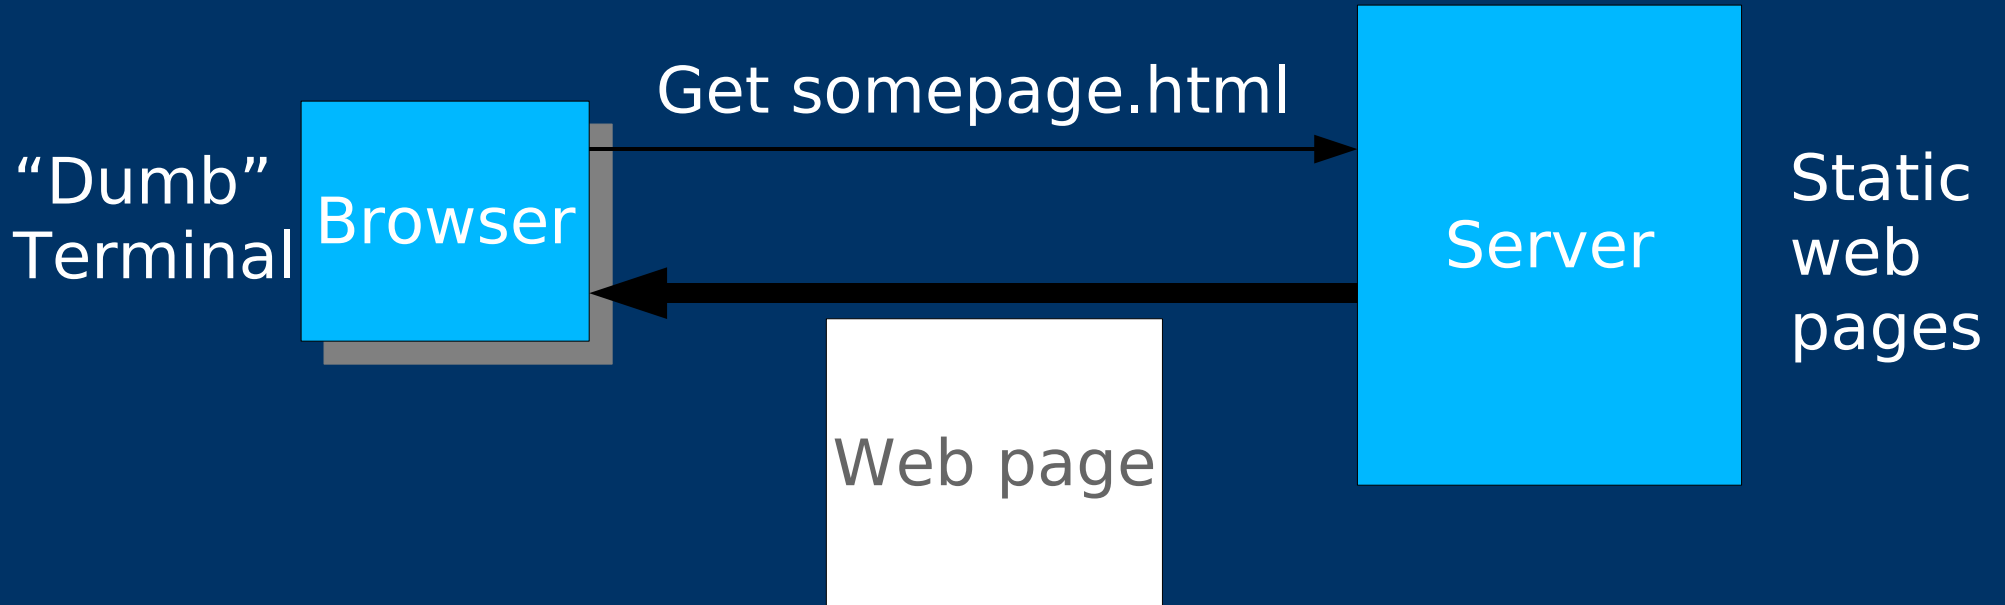 Get somepage.html
“Dumb”
Terminal
Browser
Server
Static
web
pages
Web page